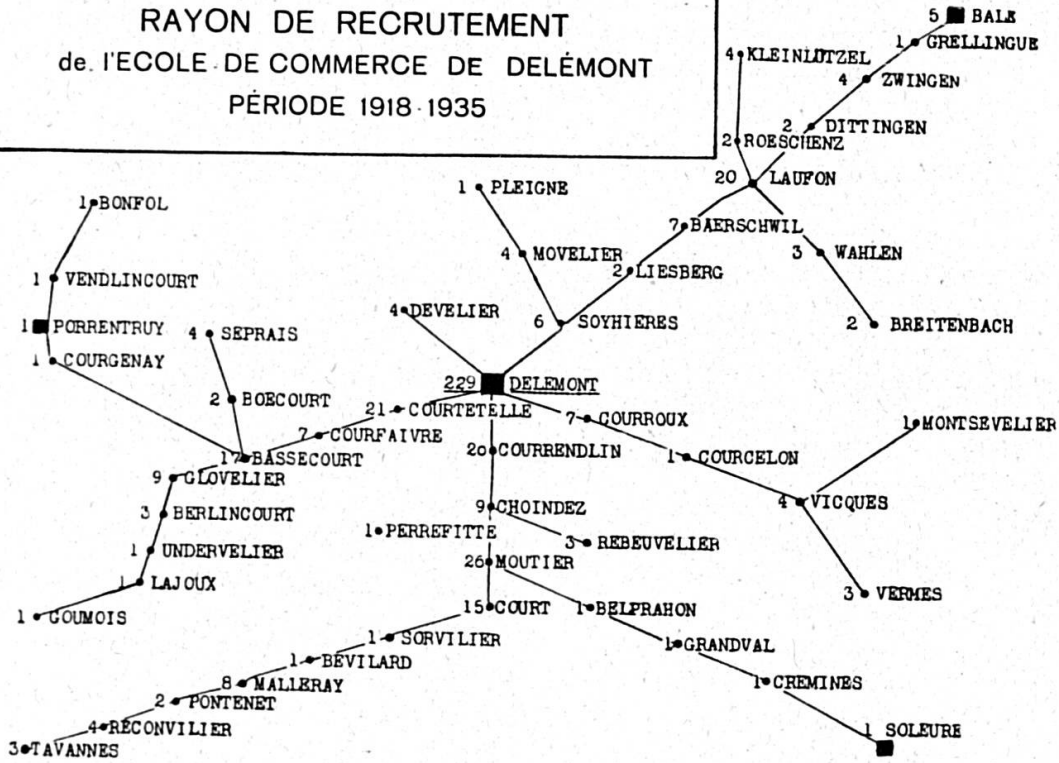 RAYON DE RECRUTEMENT
de l'ECOLE DE COMMERCE DE DELÉMONT
PÉRIODE 1918-1935
5 BALE
1 GRELLINGUE
4 KLEINLÜTZEL
4 ZWINGEN
2 DITTINGEN
2 ROESCHENZ
20 LAUFON
1 PLEIGNE
1 BONFOL
7 BAERSCHWIL
4 MOVELIER
3 WAHLEN
2 LIESBERG
1 VENDLINCOURT
4 DEVELIER
6 SOYHIERES
2 BREITENBACH
1 PORRENTRUY
4 SEPRAIS
1 COURGENAY
229 DELEMONT
2 BOECOURT
21 COURTETELLE
7 COURROUX
1 MONTSEVELIER
7 COURFAIVRE
20 COURRENDLIN
17 BASSECOURT
1 COURCELON
9 GLOVELIER
4 VICQUES
9 CHOINDEZ
3 BERLINCOURT
1 PERREFITTE
3 REBEUVELIER
1 UNDERVELIER
26 MOUTIER
1 LAJOUX
3 VERMES
1 GOUMOIS
15 COURT
1 BELPRAHON
1 SORVILIER
1 GRANDVAL
1 BÉVILARD
8 MALLERAY
1 CREMINES
2 PONTENET
4 RÉCONVILIER
1 SOLEURE
3 TAVANNES